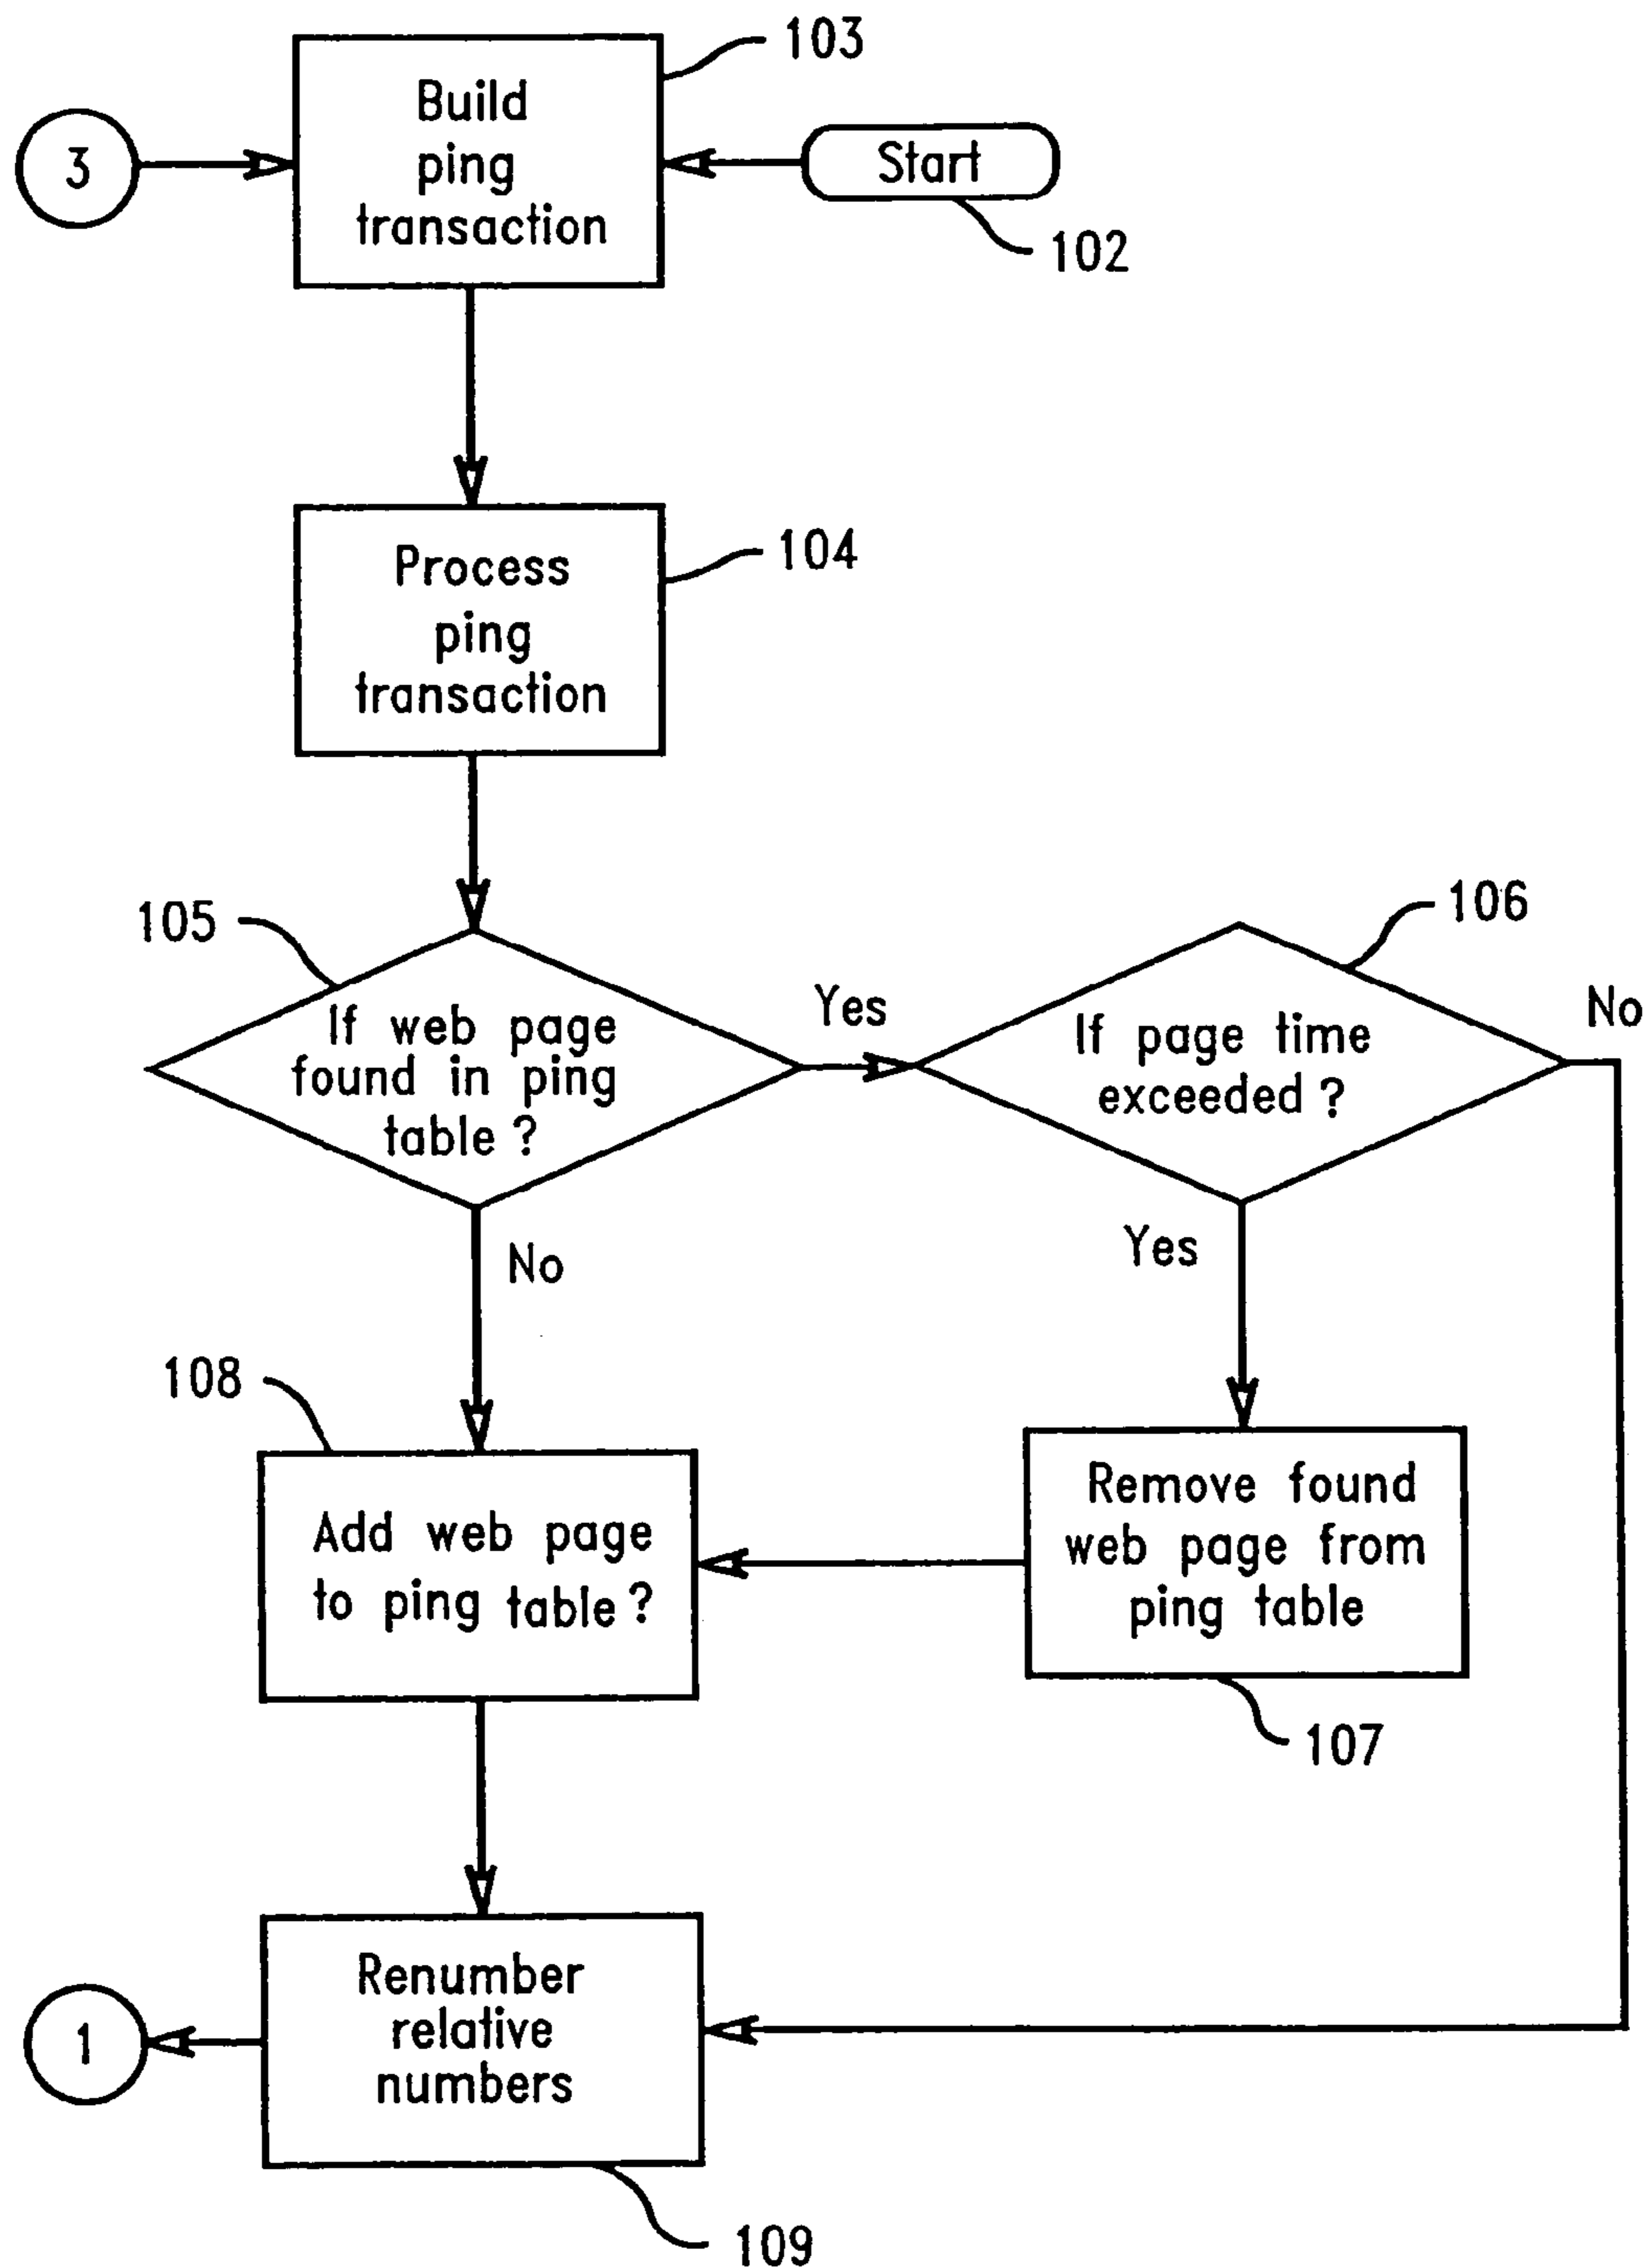 103
Build
ping
transaction
3
Start
102
Process
ping
transaction
104
105
106
If web page
found in ping
table ?
Yes
If page time
exceeded ?
No
No
Yes
108
Add web page
to ping table ?
Remove found
web page from
ping table
107
Renumber
relative
numbers
1
109